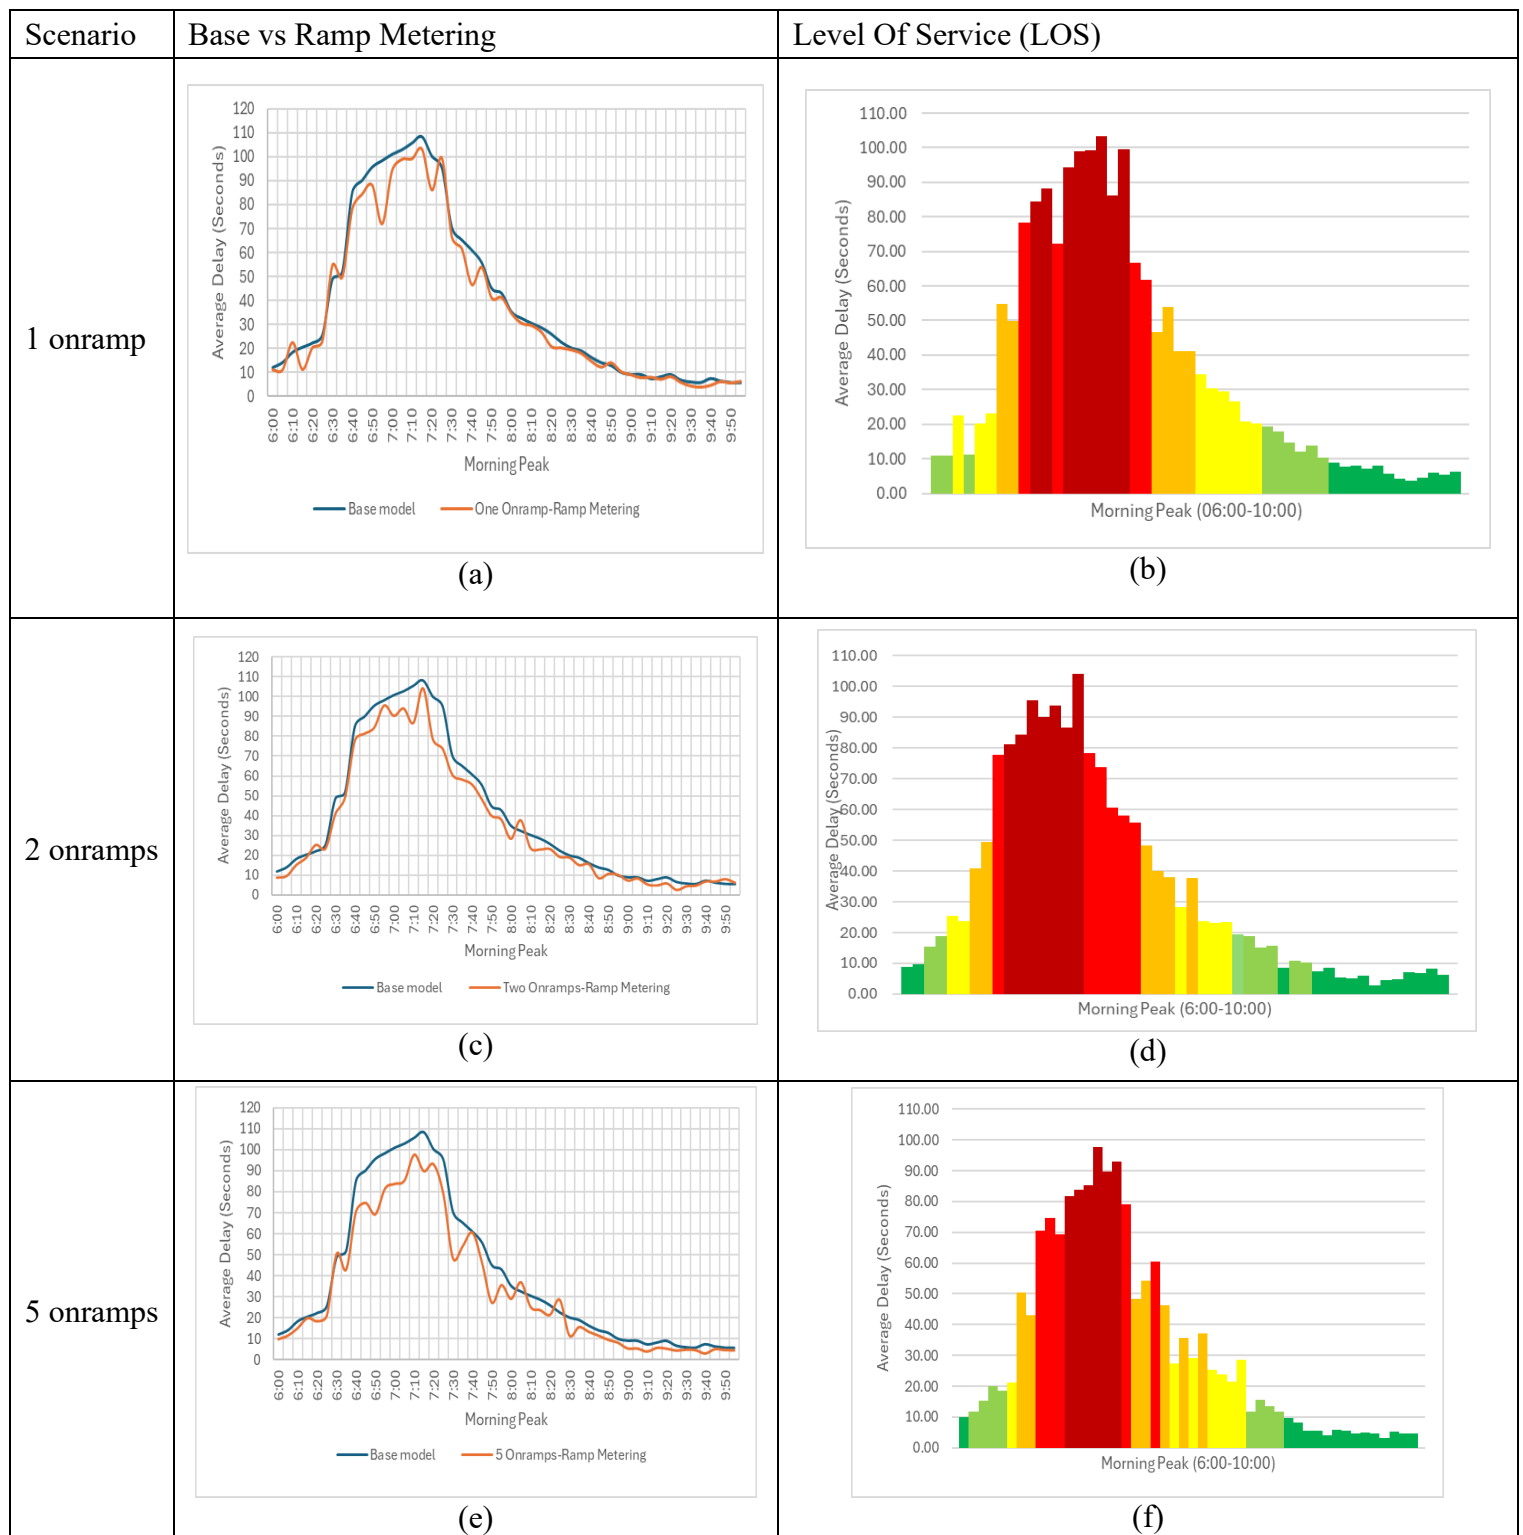 Scenario
Base vs Ramp Metering
Level Of Service (LOS)
1 onramp
120
110
100
90
80
70
60
50
40
30
20
10
0
Average Delay (Seconds)
6:00 6:10 6:20 6:30 6:40 6:50 7:00 7:10 7:20 7:30 7:40 7:50 8:00 8:10 8:20 8:30 8:40 8:50 9:00 9:10 9:20 9:30 9:40 9:50
Morning Peak
Base model One Onramp-Ramp Metering
(a)
110.00
100.00
90.00
80.00
70.00
60.00
50.00
40.00
30.00
20.00
10.00
0.00
Average Delay (Seconds)
Morning Peak (06:00-10:00)
(b)
2 onramps
120
110
100
90
80
70
60
50
40
30
20
10
0
Average Delay (Seconds)
6:00 6:10 6:20 6:30 6:40 6:50 7:00 7:10 7:20 7:30 7:40 7:50 8:00 8:10 8:20 8:30 8:40 8:50 9:00 9:10 9:20 9:30 9:40 9:50
Morning Peak
Base model Two Onramps-Ramp Metering
(c)
110.00
100.00
90.00
80.00
70.00
60.00
50.00
40.00
30.00
20.00
10.00
0.00
Average Delay (Seconds)
Morning Peak (6:00-10:00)
(d)
5 onramps
120
110
100
90
80
70
60
50
40
30
20
10
0
Average Delay (Seconds)
6:00 6:10 6:20 6:30 6:40 6:50 7:00 7:10 7:20 7:30 7:40 7:50 8:00 8:10 8:20 8:30 8:40 8:50 9:00 9:10 9:20 9:30 9:40 9:50
Morning Peak
Base model 5 Onramps-Ramp Metering
(e)
110.00
100.00
90.00
80.00
70.00
60.00
50.00
40.00
30.00
20.00
10.00
0.00
Average Delay (Seconds)
Morning Peak (6:00-10:00)
(f)